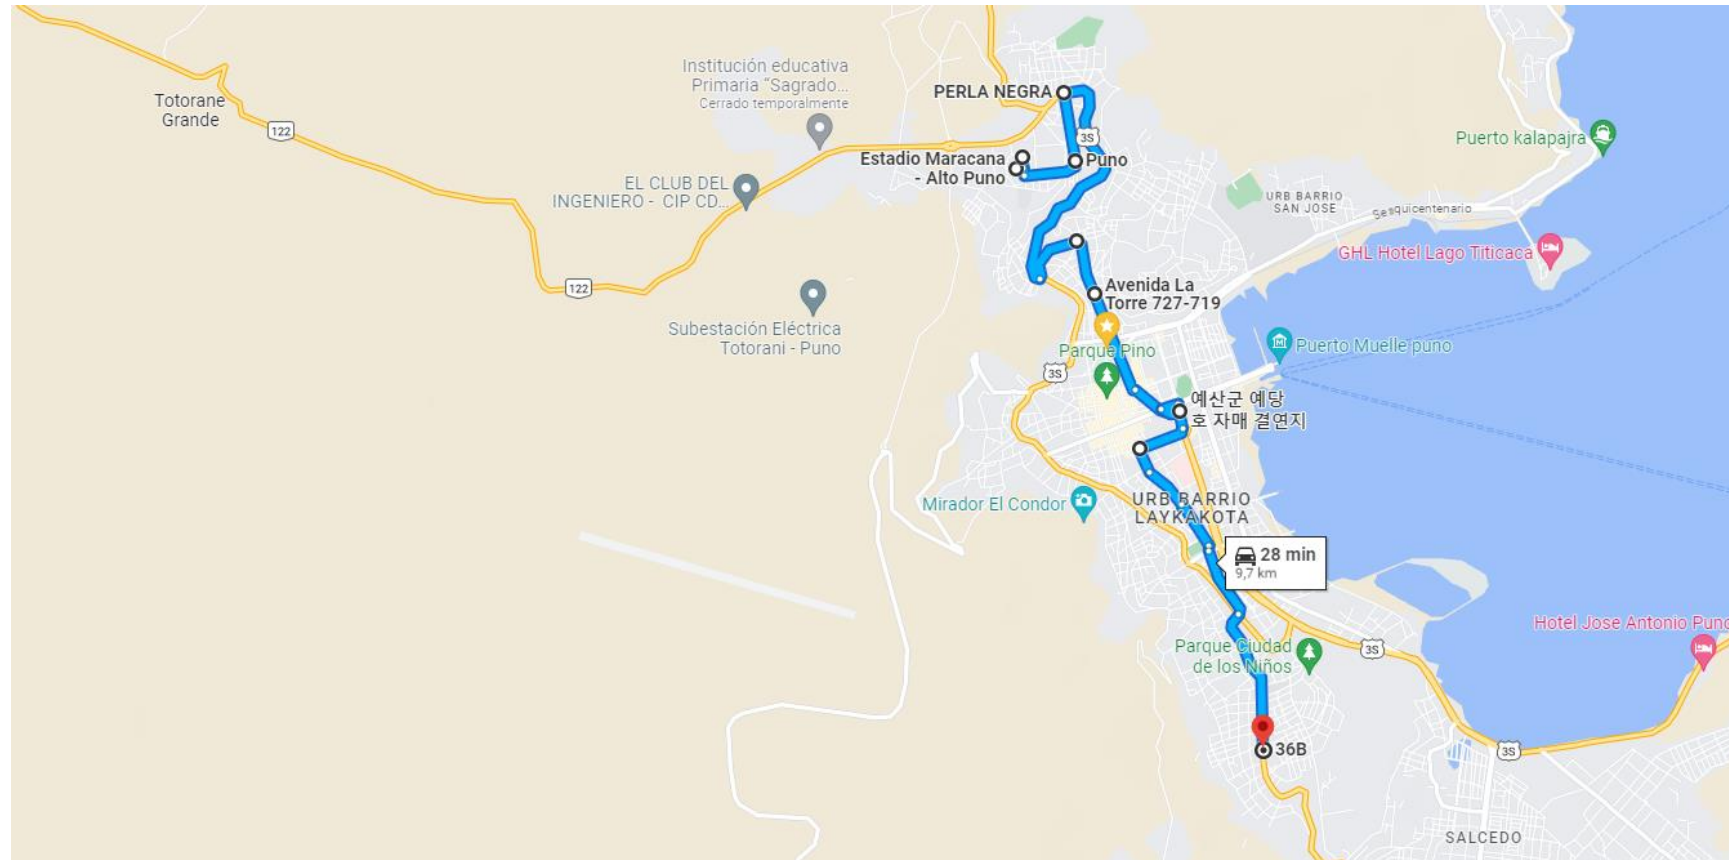 Institución educativa
Primaria "Sagrado...
Cerrado temporalmente
PERLA NEGRA
Totorane
Grande
122
3S
Puerto kalapajra
Estadio Maracana
- Alto Puno
Puno
EL CLUB DEL
INGENIERO - CIP CD...
URB BARRIO
SAN JOSE
Sesquicentenario
GHL Hotel Lago Titicaca
122
Avenida La
Torre 727-719
Subestación Eléctrica
Totorani - Puno
Parque Pino
Puerto Muelle puno
3S
예산군 예당
호 자매 결연지
Mirador El Condor
URB BARRIO
LAYKAKOTA
28 min
9,7 km
Hotel Jose Antonio Puno
Parque Ciudad
de los Niños
3S
36B
3S
SALCEDO